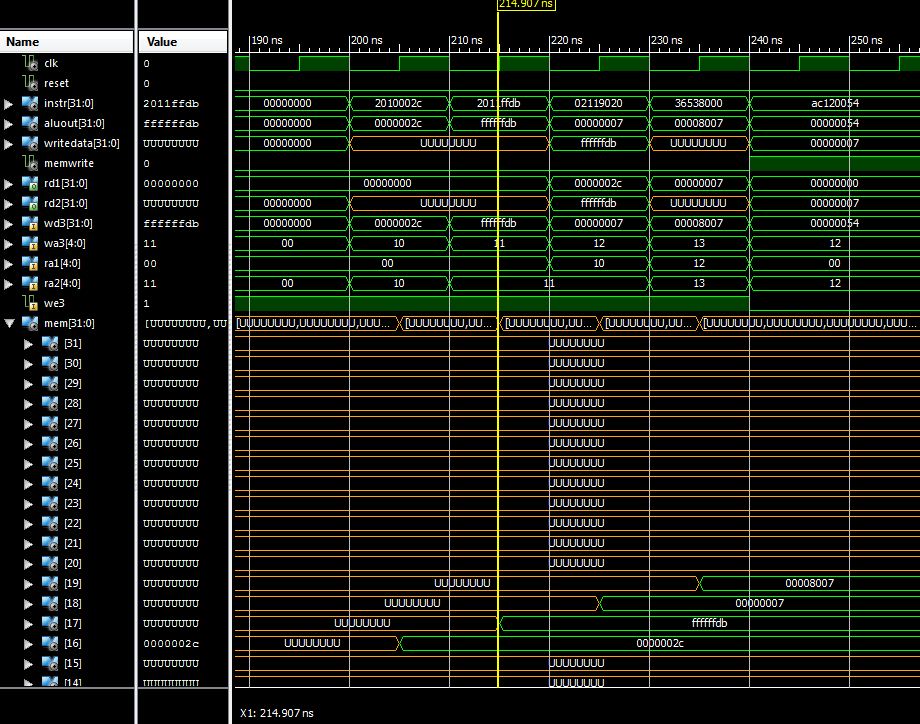 214.907 ns
Name Value 190 ns 200 ns 210 ns 220 ns 230 ns 240 ns 250 ns
clk 0
reset 0
instr[31:0] 2011ffdb 00000000 2010002c 2011ffdb 02119020 36538000 ac120054
aluout[31:0] ffffffdb 00000000 0000002c ffffffdb 00000007 00008007 00000054
writedata[31:0] UUUUUUUU 00000000 UUUUUUUU ffffffdb UUUUUUUU 00000007
memwrite 0
rd1[31:0] 00000000 00000000 0000002c 00000007 00000000
rd2[31:0] UUUUUUUU 00000000 UUUUUUUU ffffffdb UUUUUUUU 00000007
wd3[31:0] ffffffdb 00000000 0000002c ffffffdb 00000007 00008007 00000054
wa3[4:0] 11 00 10 11 12 13 12
ra1[4:0] 00 00 10 12 00
ra2[4:0] 11 00 10 11 13 12
we3 1
mem[31:0] [UUUUUUUU,UU [UUUUUUUU,UUUUUUUU,UUU... [UUUUUUUU,UU... [UUUUUUUU,UU... [UUUUUUUU,UU... [UUUUUUUU,UUUUUUUU,UUUUUUUU,UUU...
[31] UUUUUUUU UUUUUUUU
[30] UUUUUUUU UUUUUUUU
[29] UUUUUUUU UUUUUUUU
[28] UUUUUUUU UUUUUUUU
[27] UUUUUUUU UUUUUUUU
[26] UUUUUUUU UUUUUUUU
[25] UUUUUUUU UUUUUUUU
[24] UUUUUUUU UUUUUUUU
[23] UUUUUUUU UUUUUUUU
[22] UUUUUUUU UUUUUUUU
[21] UUUUUUUU UUUUUUUU
[20] UUUUUUUU UUUUUUUU
[19] UUUUUUUU UUUUUUUU 00008007
[18] UUUUUUUU UUUUUUUU 00000007
[17] UUUUUUUU UUUUUUUU ffffffdb
[16] 0000002c UUUUUUUU 0000002c
[15] UUUUUUUU UUUUUUUU
[14] UUUUUUUU UUUUUUUU
X1: 214.907 ns